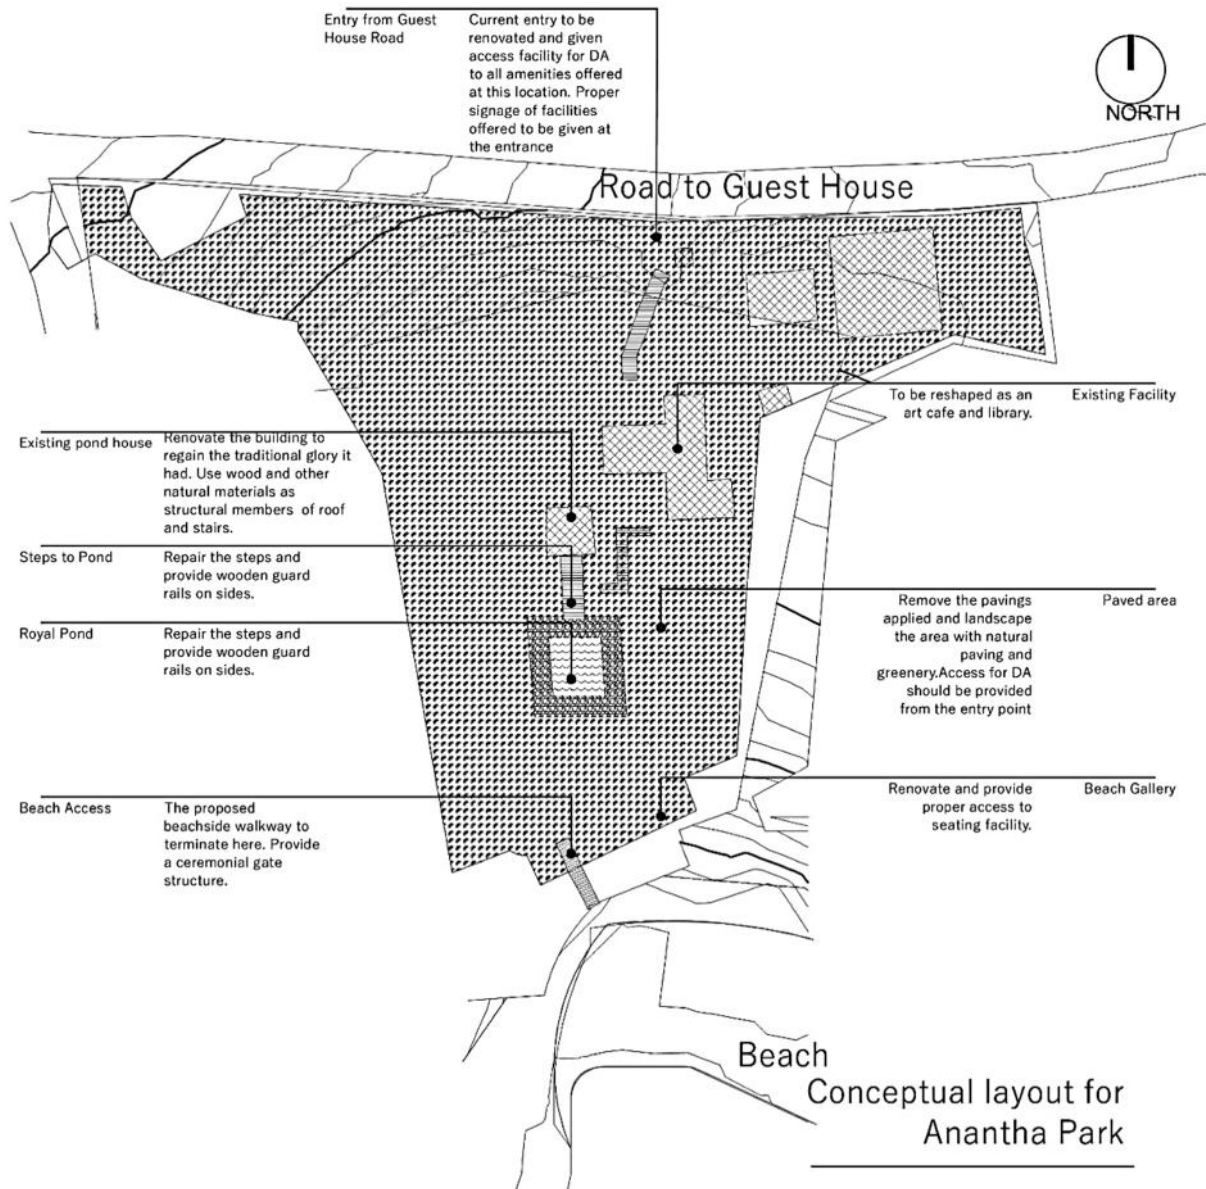 Entry from Guest
House Road
Current entry to be
renovated and given
access facility for DA
to all amenities offered
at this location. Proper
signage of facilities
offered to be given at
the entrance
NORTH
Road to Guest House
To be reshaped as an
art cafe and library.
Existing Facility
Existing pond house
Renovate the building to
regain the traditional glory it
had. Use wood and other
natural materials as
structural members of roof
and stairs.
Steps to Pond
Repair the steps and
provide wooden guard
rails on sides.
Royal Pond
Repair the steps and
provide wooden guard
rails on sides.
Remove the pavings
applied and landscape
the area with natural
paving and
greenery.Access for DA
should be provided
from the entry point
Paved area
Renovate and provide
proper access to
seating facility.
Beach Gallery
Beach Access
The proposed
beachside walkway to
terminate here. Provide
a ceremonial gate
structure.
Beach
Conceptual layout for
Anantha Park